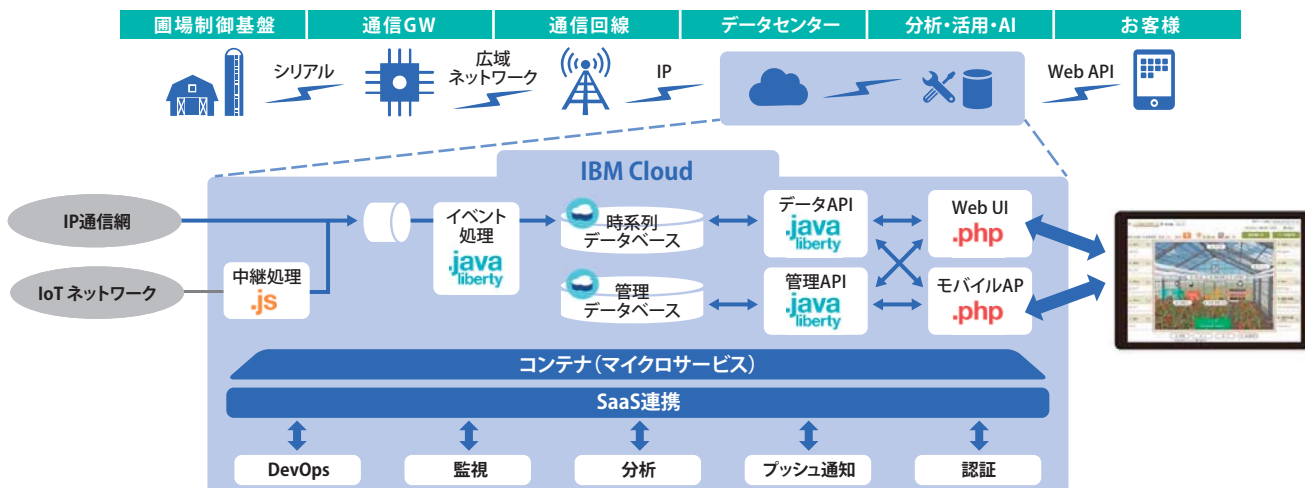 圃場制御基盤
通信GW
通信回線
データセンター
分析・活用・AI
お客様
シリアル
広域
ネットワーク
IP
Web API
IBM Cloud
IP通信網
IoT ネットワーク
中継処理
.js
イベント
処理
.java
liberty
時系列
データベース
管理
データベース
データAPI
.java
liberty
管理API
.java
liberty
Web UI
.php
モバイルAP
.php
コンテナ（マイクロサービス）
SaaS連携
DevOps
監視
分析
プッシュ通知
認証